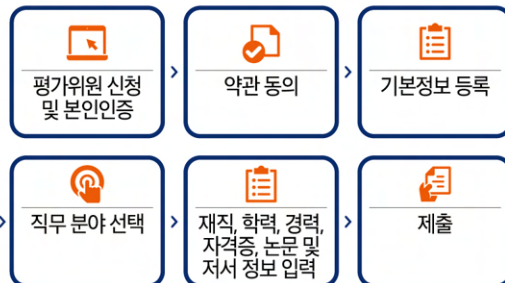 평가위원 신청
및 본인인증
약관 동의
기본정보 등록
직무 분야 선택
재직, 학력, 경력,
자격증, 논문 및
저서 정보 입력
제출